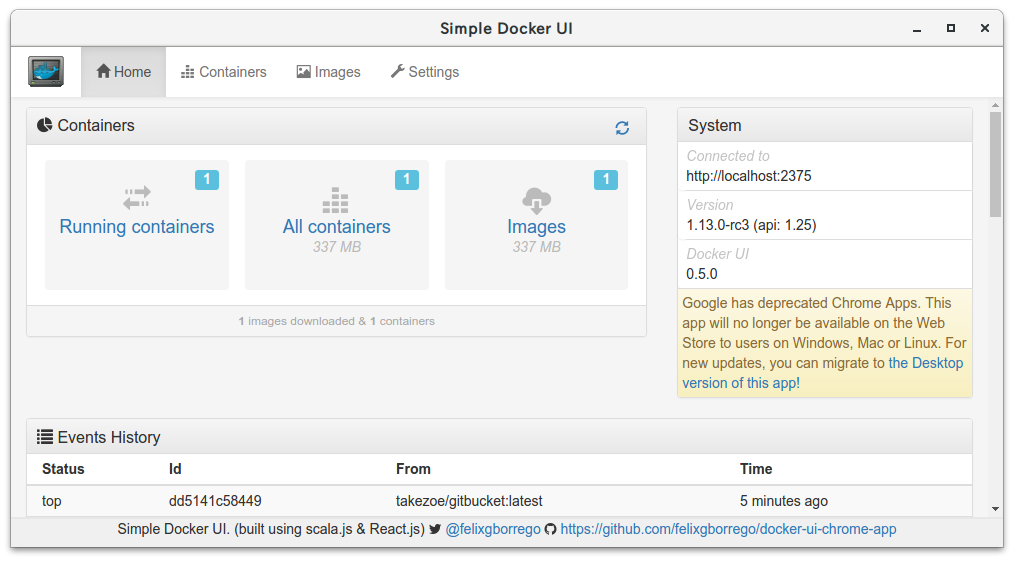 Simple Docker UI
Home Containers Images Settings
Containers
1
Running containers
1
All containers
337 MB
1
Images
337 MB
1 images downloaded & 1 containers
System
Connected to
http://localhost:2375
Version
1.13.0-rc3 (api: 1.25)
Docker UI
0.5.0
Google has deprecated Chrome Apps. This
app will no longer be available on the Web
Store to users on Windows, Mac or Linux. For
new updates, you can migrate to the Desktop
version of this app!
Events History
Status Id From Time
top dd5141c58449 takezoe/gitbucket:latest 5 minutes ago
Simple Docker UI. (built using scala.js & React.js) @felixgborrego https://github.com/felixgborrego/docker-ui-chrome-app